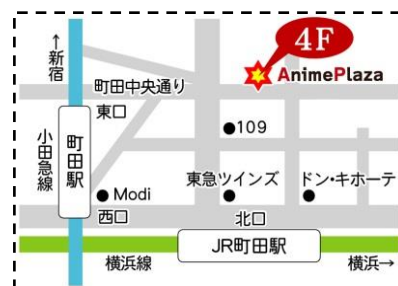 4F
AnimePlaza
↑新宿
町田中央通り
東口
小田急線
町田駅
●109
●Modi
東急ツインズ
ドン・キホーテ
西口
北口
JR町田駅
横浜線
横浜→